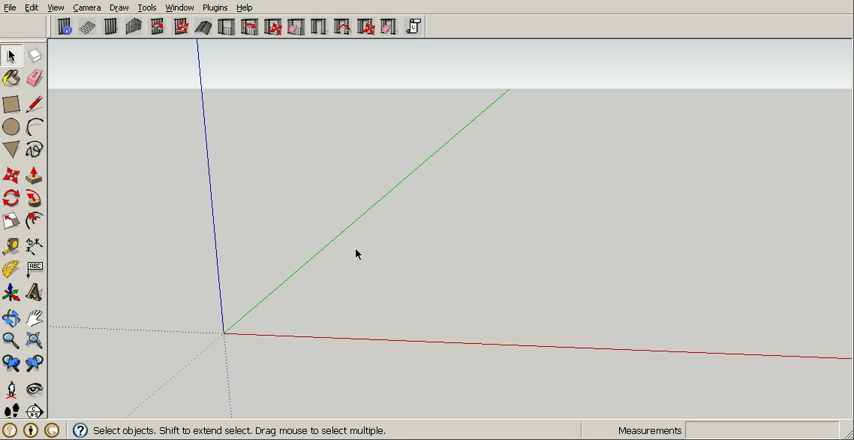 File Edit View Camera Draw Tools Window Plugins Help
ABC
Select objects. Shift to extend select. Drag mouse to select multiple. Measurements